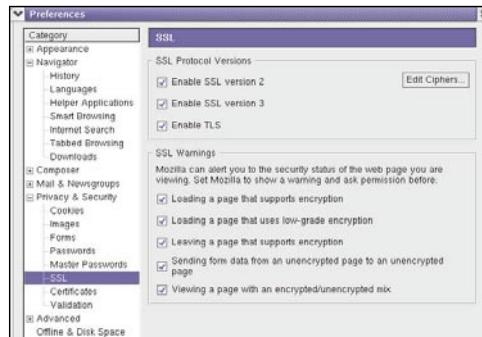 Preferences
Category
Appearance
Navigator
History
Languages
Helper Applications
Smart Browsing
Internet Search
Tabbed Browsing
Downloads
Composer
Mail & Newsgroups
Privacy & Security
Cookies
Images
Forms
Passwords
Master Passwords
SSL
Certificates
Validation
Advanced
Offline & Disk Space
SSL
SSL Protocol Versions
Enable SSL version 2
Edit Ciphers...
Enable SSL version 3
Enable TLS
SSL Warnings
Mozilla can alert you to the security status of the web page you are
viewing. Set Mozilla to show a warning and ask permission before:
Loading a page that supports encryption
Loading a page that uses low-grade encryption
Leaving a page that supports encryption
Sending form data from an unencrypted page to an unencrypted
page
Viewing a page with an encrypted/unencrypted mix